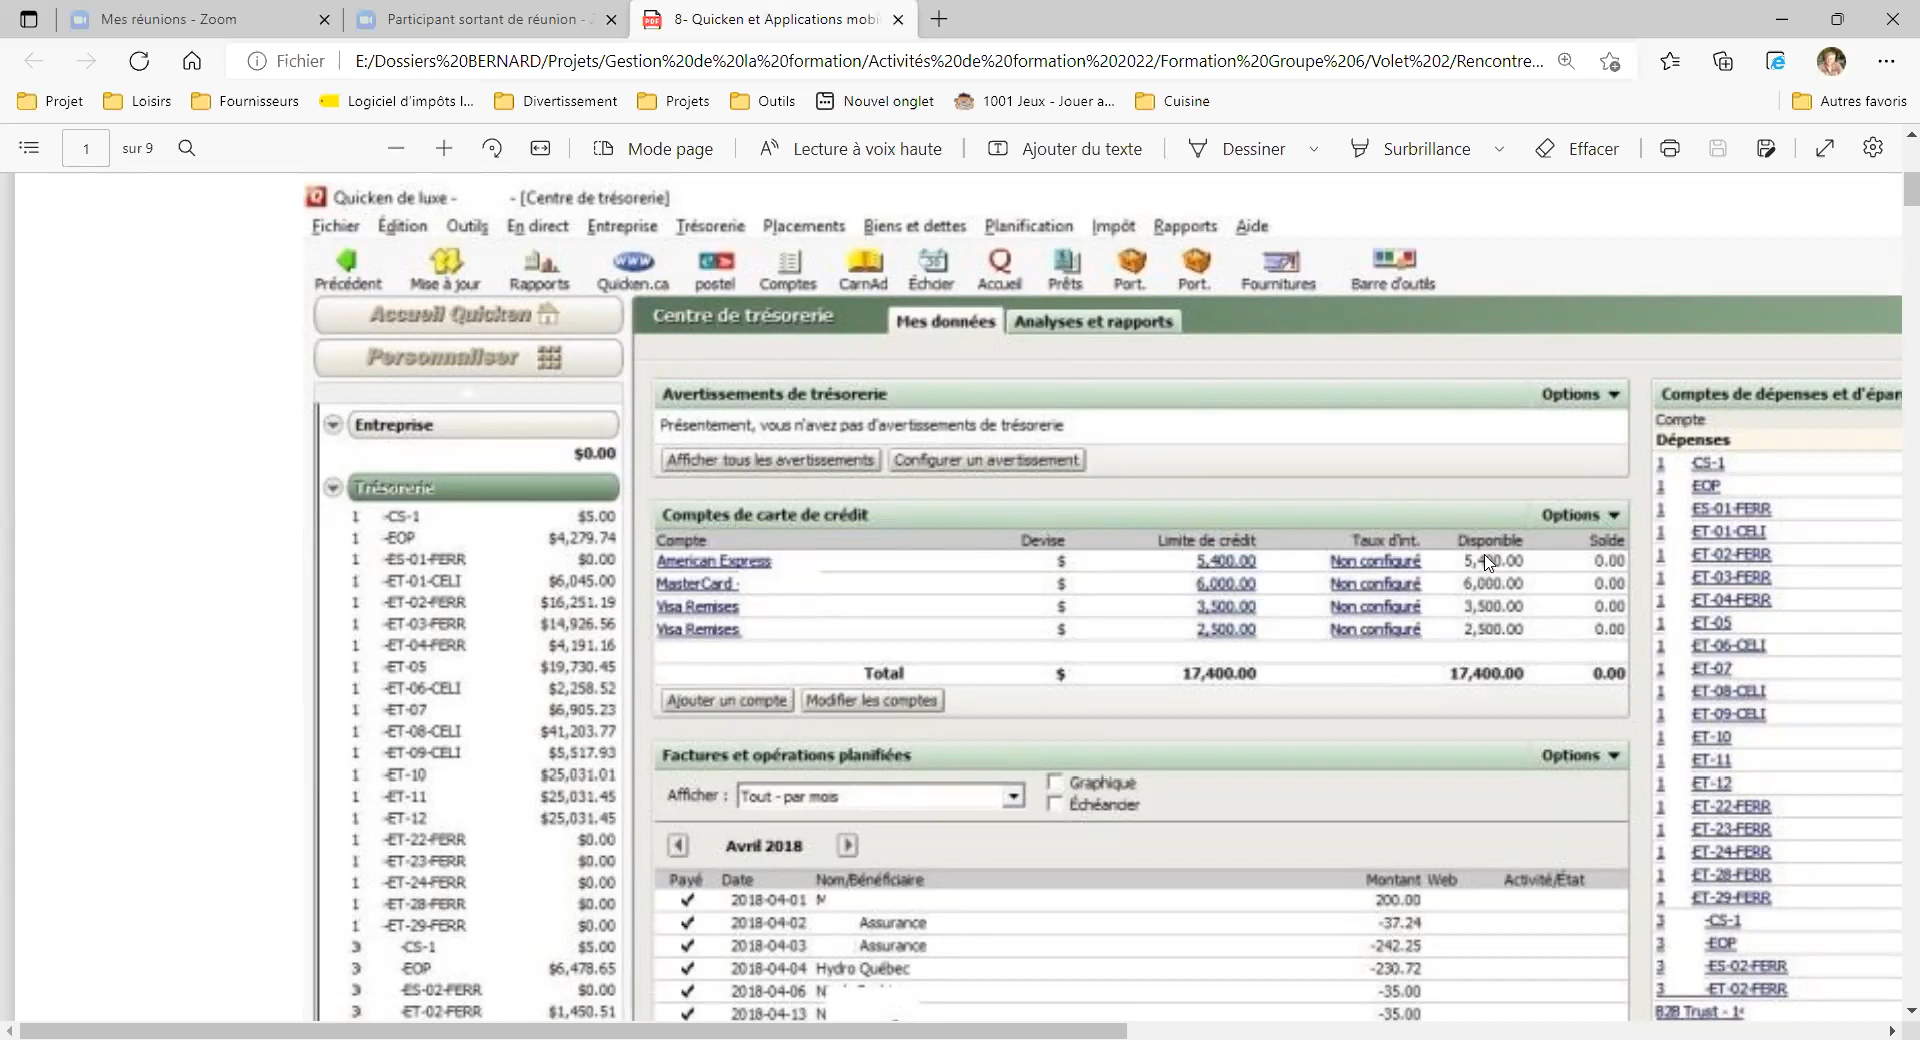 Mes réunions - Zoom
Participant sortant de réunion -
8- Quicken et Applications mobi
Fichier
E:/Dossiers%20BERNARD/Projets/Gestion%20de%20la%20formation/Activités%20de%20formation%202022/Formation%20Groupe%206/Volet%202/Rencontre...
Projet
Loisirs
Fournisseurs
Logiciel d'impôts I...
Divertissement
Projets
Outils
Nouvel onglet
1001 Jeux - Jouer a...
Cuisine
Autres favoris
1 sur 9
Mode page
Lecture à voix haute
Ajouter du texte
Dessiner
Surbrillance
Effacer
Quicken de luxe - - [Centre de trésorerie]
Fichier Édition Outils En direct Entreprise Trésorerie Placements Biens et dettes Planification Impôt Rapports Aide
Précédent Mise à jour Rapports Quicken.ca postel Comptes CarnAd Échcier Accueil Prêts Port. Port. Fournitures Barre d'outils
Accueil Quicken
Personnaliser
Entreprise
$0.00
Trésorerie
1 -CS-1 $5.00
1 -EOP $4,279.74
1 -ES-01-FERR $0.00
1 -ET-01-CELI $6,045.00
1 -ET-02-FERR $16,251.19
1 -ET-03-FERR $14,926.56
1 -ET-04-FERR $4,191.16
1 -ET-05 $19,730.45
1 -ET-06-CELI $2,258.52
1 -ET-07 $6,905.23
1 -ET-08-CELI $41,203.77
1 -ET-09-CELI $5,517.93
1 -ET-10 $25,031.01
1 -ET-11 $25,031.45
1 -ET-12 $25,031.45
1 -ET-22-FERR $0.00
1 -ET-23-FERR $0.00
1 -ET-24-FERR $0.00
1 -ET-28-FERR $0.00
1 -ET-29-FERR $0.00
3 -CS-1 $5.00
3 -EOP $6,478.65
3 -ES-02-FERR $0.00
3 -ET-02-FERR $1,450.51
Centre de trésorerie
Mes données
Analyses et rapports
Avertissements de trésorerie Options
Présentement, vous n'avez pas d'avertissements de trésorerie
Afficher tous les avertissements
Configurer un avertissement
Comptes de carte de crédit Options
Compte Devise Limite de crédit Taux d'int. Disponible Solde
American Express $ 5,400.00 Non configuré 5,400.00 0.00
MasterCard - $ 6,000.00 Non configuré 6,000.00 0.00
Visa Remises $ 3,500.00 Non configuré 3,500.00 0.00
Visa Remises $ 2,500.00 Non configuré 2,500.00 0.00
Total $ 17,400.00 17,400.00 0.00
Ajouter un compte
Modifier les comptes
Factures et opérations planifiées Options
Afficher : Tout - par mois
Graphique
Échéancier
Avril 2018
Payé Date Nom/Bénéficiaire Montant Web Activité/État
2018-04-01 M 200.00
2018-04-02 Assurance -37.24
2018-04-03 Assurance -242.25
2018-04-04 Hydro Québec -230.72
2018-04-06 N -35.00
2018-04-13 N -35.00
Comptes de dépenses et d'épar
Compte
Dépenses
1 -CS-1
1 -EOP
1 -ES-01-FERR
1 -ET-01-CELI
1 -ET-02-FERR
1 -ET-03-FERR
1 -ET-04-FERR
1 -ET-05
1 -ET-06-CELI
1 -ET-07
1 -ET-08-CELI
1 -ET-09-CELI
1 -ET-10
1 -ET-11
1 -ET-12
1 -ET-22-FERR
1 -ET-23-FERR
1 -ET-24-FERR
1 -ET-28-FERR
1 -ET-29-FERR
3 -CS-1
3 -EOP
3 -ES-02-FERR
3 -ET-02-FERR
B2B Trust -